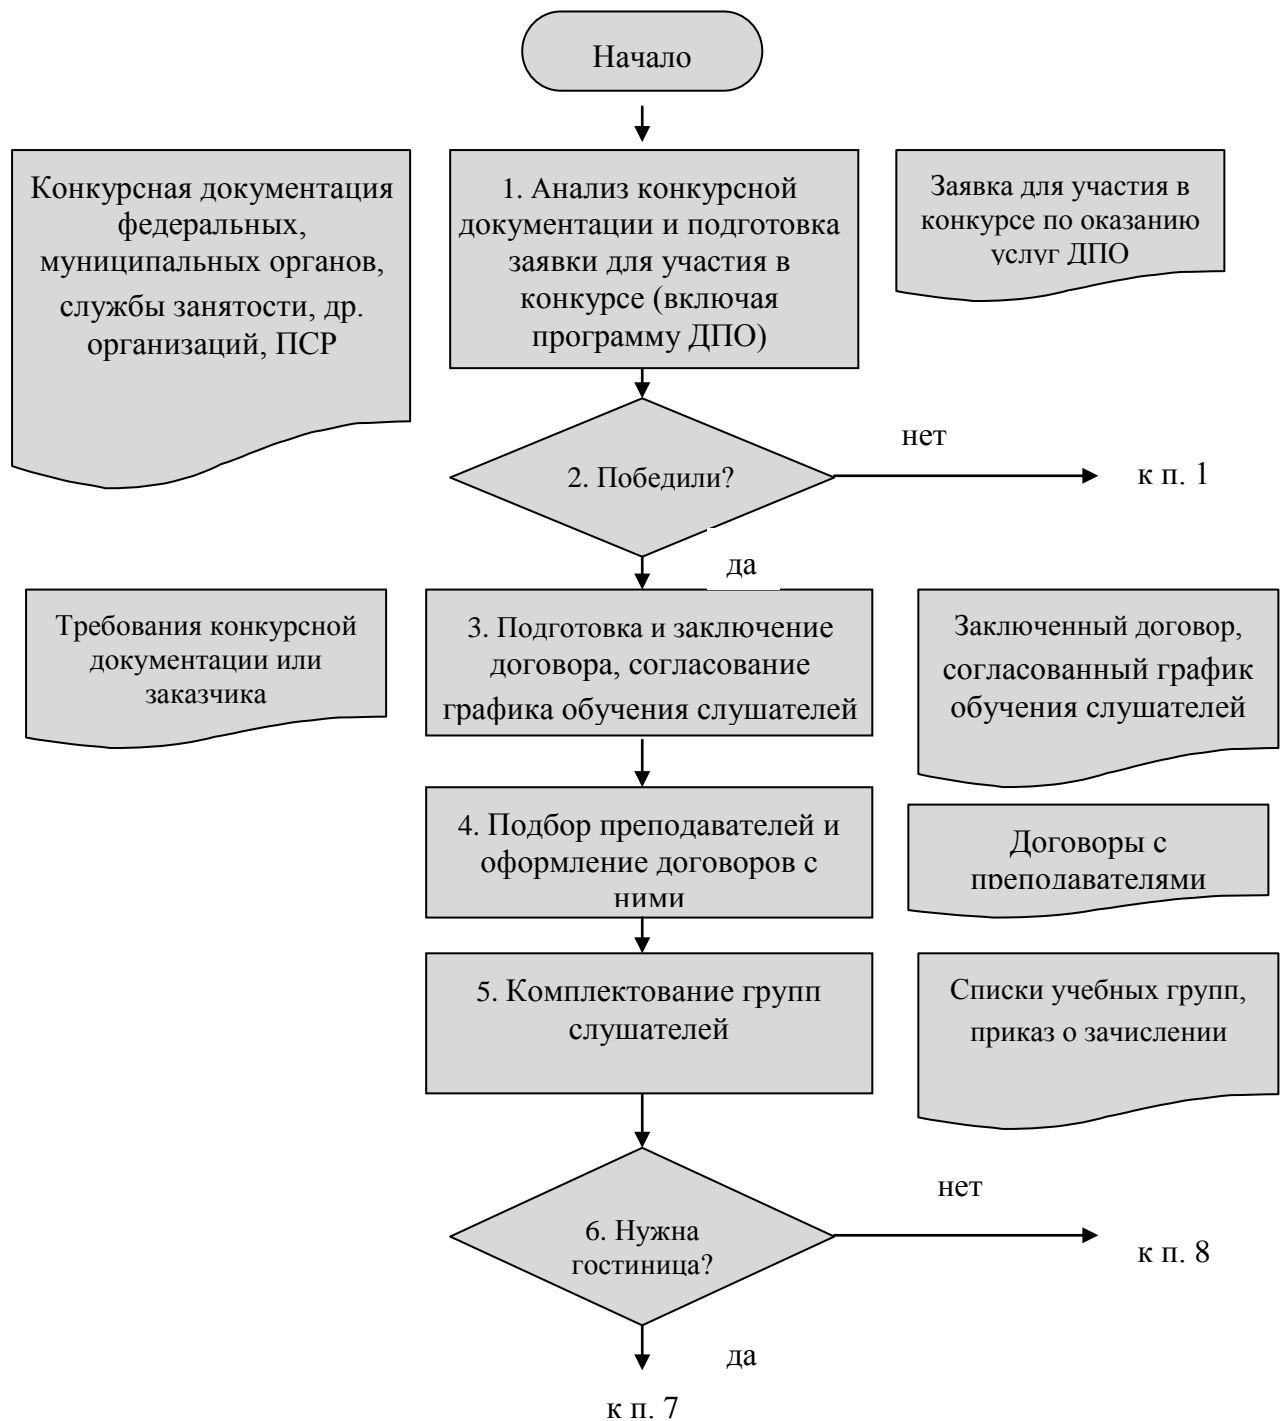 Начало
Конкурсная документация
федеральных,
муниципальных органов,
службы занятости, др.
организаций, ПСР
1. Анализ конкурсной
документации и подготовка
заявки для участия в
конкурсе (включая
программу ДПО)
Заявка для участия в
конкурсе по оказанию
услуг ДПО
2. Победили?
нет
к п. 1
да
Требования конкурсной
документации или
заказчика
3. Подготовка и заключение
договора, согласование
графика обучения слушателей
Заключенный договор,
согласованный график
обучения слушателей
4. Подбор преподавателей и
оформление договоров с
ними
Договоры с
преподавателями
5. Комплектование групп
слушателей
Списки учебных групп,
приказ о зачислении
6. Нужна
гостиница?
нет
к п. 8
да
к п. 7